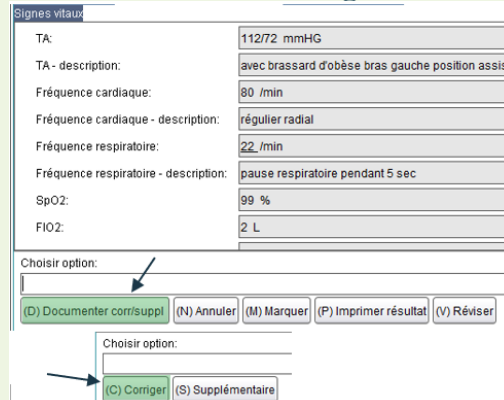 Signes vitaux
TA: 112/72 mmHG
TA - description: avec brassard d'obèse bras gauche position assis
Fréquence cardiaque: 80 /min
Fréquence cardiaque - description: régulier radial
Fréquence respiratoire: 22 /min
Fréquence respiratoire - description: pause respiratoire pendant 5 sec
SpO2: 99 %
FIO2: 2 L
Choisir option:
(D) Documenter corr/suppl (N) Annuler (M) Marquer (P) Imprimer résultat (V) Réviser
Choisir option:
(C) Corriger (S) Supplémentaire